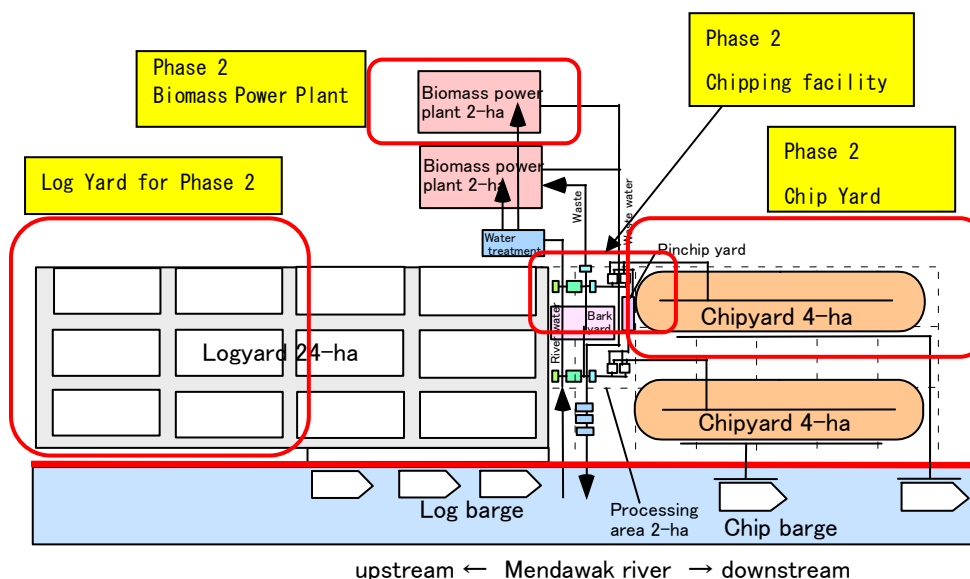 Phase 2
Chipping facility
Phase 2
Biomass Power Plant
Biomass power
plant 2-ha
Phase 2
Chip Yard
Biomass power
plant 2-ha
Log Yard for Phase 2
Waste
Waste water
Water
treatment
Pinchip yard
Chipyard 4-ha
Bark
yard
River water
Logyard 24-ha
Chipyard 4-ha
Log barge
Processing
area 2-ha
Chip barge
upstream ← Mendawak river → downstream